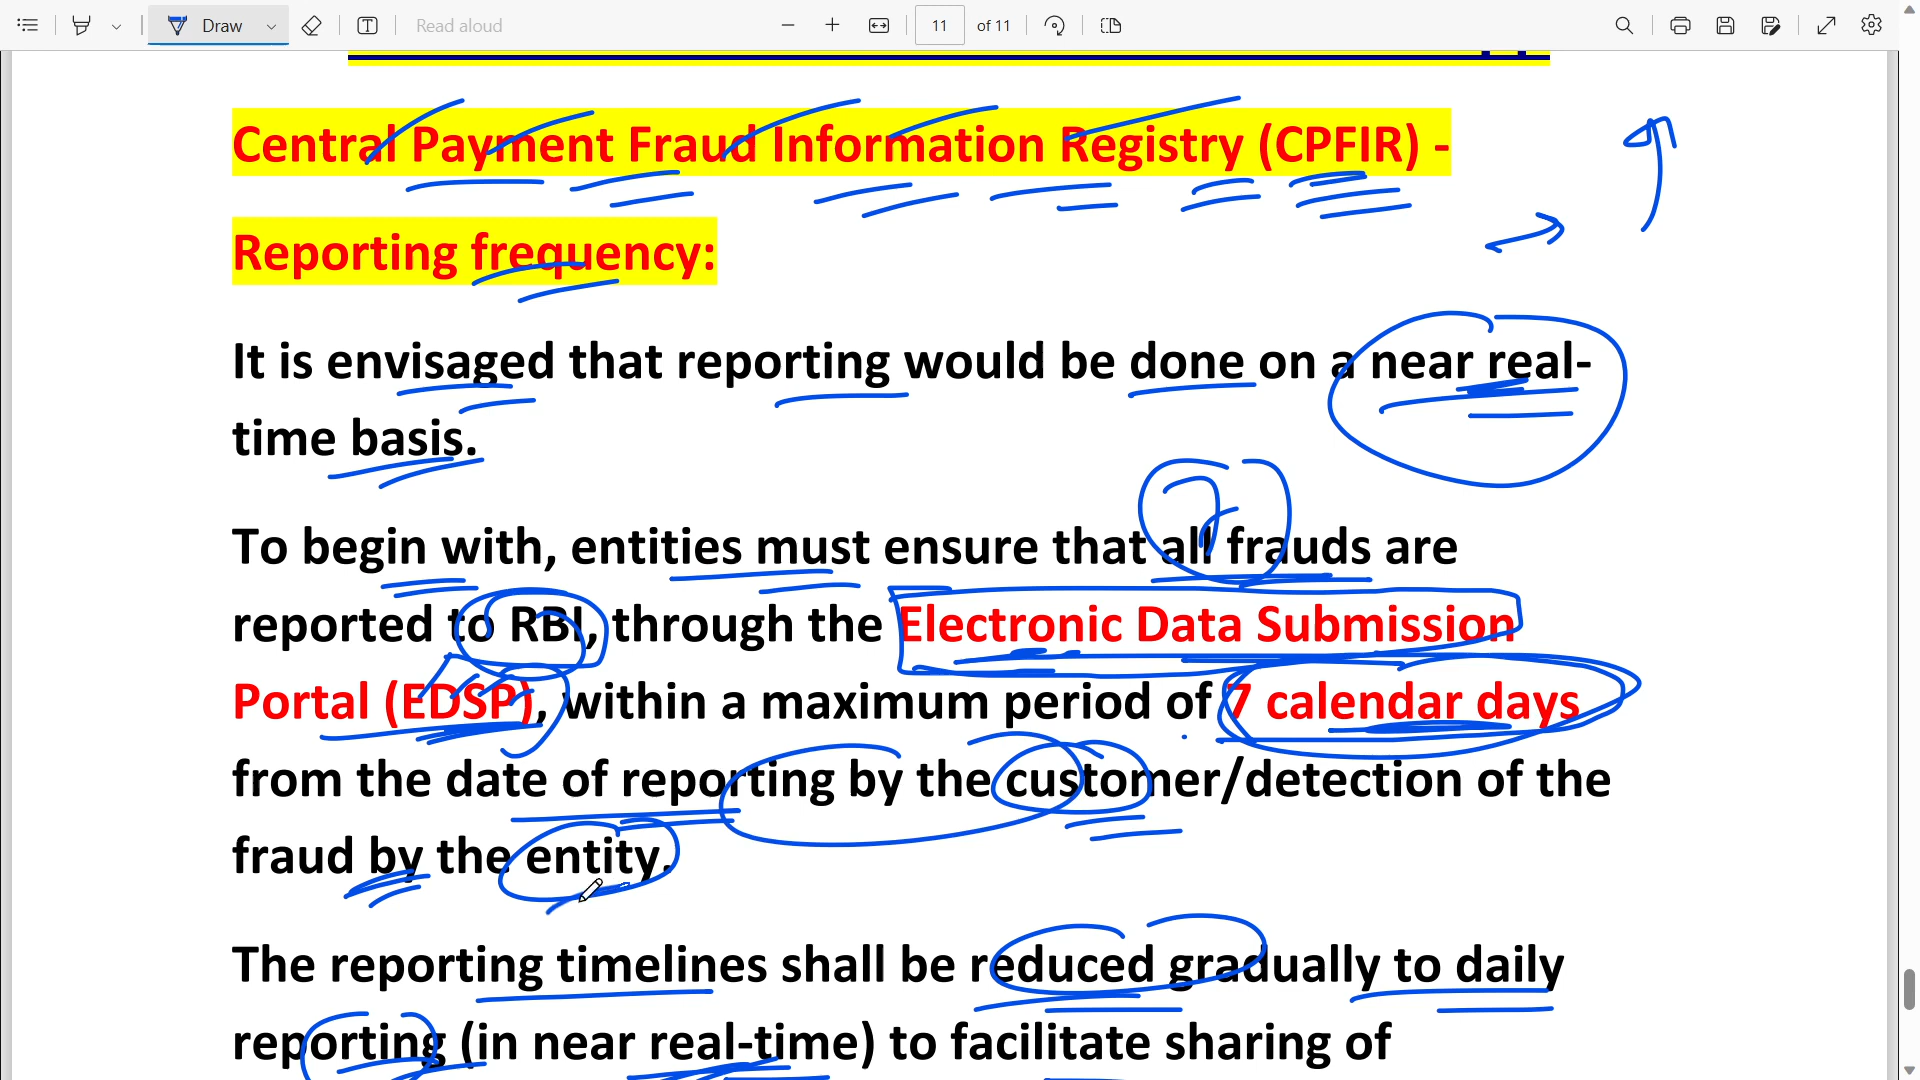 Draw
Read aloud
11
of 11
Central Payment Fraud Information Registry (CPFIR) -
Reporting frequency:
It is envisaged that reporting would be done on a near real-
time basis.
To begin with, entities must ensure that all frauds are
reported to RBI, through the Electronic Data Submission
Portal (EDSP), within a maximum period of 7 calendar days
from the date of reporting by the customer/detection of the
fraud by the entity.
The reporting timelines shall be reduced gradually to daily
reporting (in near real-time) to facilitate sharing of